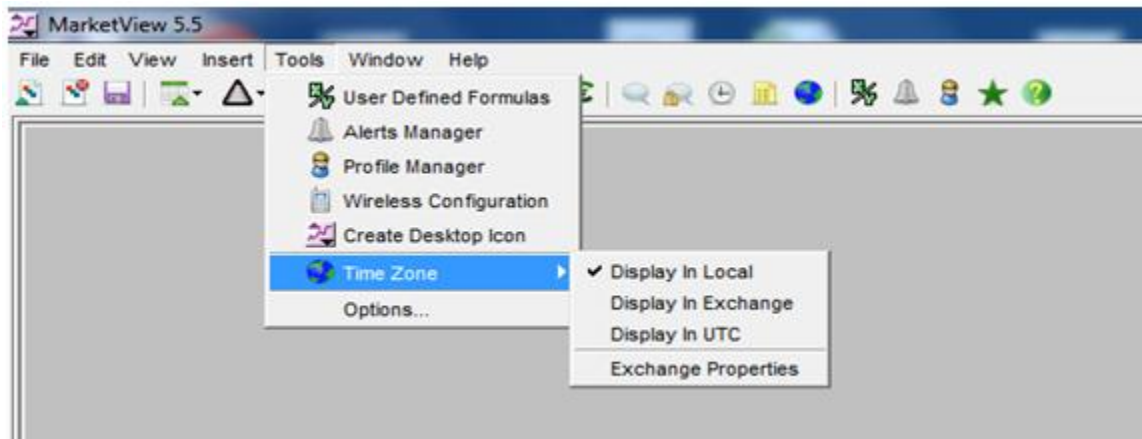 MarketView 5.5
File Edit View Insert Tools Window Help
User Defined Formulas
Alerts Manager
Profile Manager
Wireless Configuration
Create Desktop Icon
Time Zone
Options...
Display In Local
Display In Exchange
Display In UTC
Exchange Properties